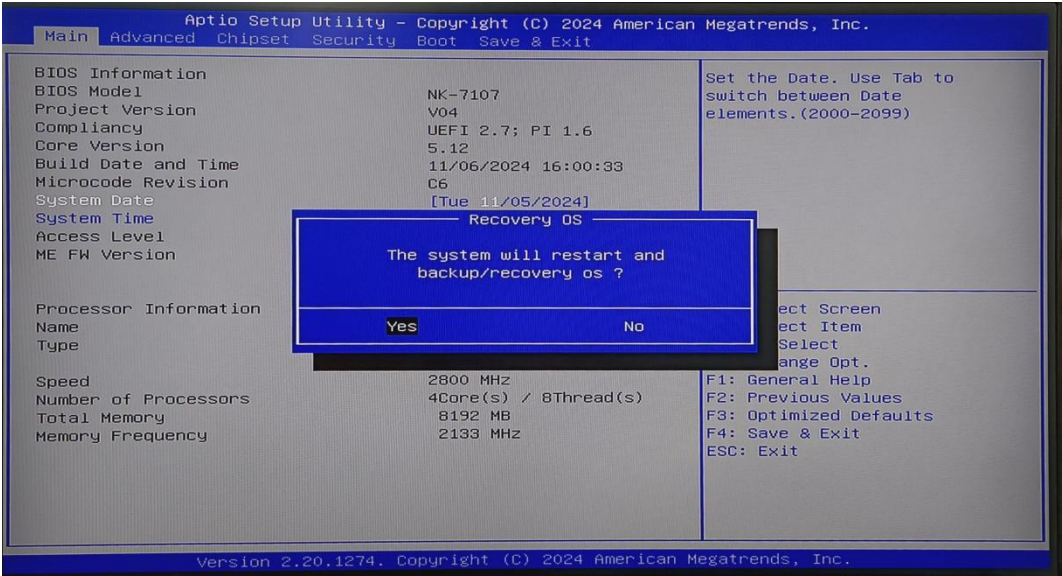 Aptio Setup Utility – Copyright (C) 2024 American Megatrends, Inc.
Main Advanced Chipset Security Boot Save & Exit
BIOS Information
BIOS Model NK-7107
Project Version V04
Compliancy UEFI 2.7; PI 1.6
Core Version 5.12
Build Date and Time 11/06/2024 16:00:33
Microcode Revision C6
System Date [Tue 11/05/2024]
System Time
Access Level
ME FW Version
Processor Information
Name
Type
Speed 2800 MHz
Number of Processors 4Core(s) / 8Thread(s)
Total Memory 8192 MB
Memory Frequency 2133 MHz
Recovery OS
The system will restart and
backup/recovery os ?
Yes No
Set the Date. Use Tab to
switch between Date
elements.(2000-2099)
ect Screen
ect Item
Select
ange Opt.
F1: General Help
F2: Previous Values
F3: Optimized Defaults
F4: Save & Exit
ESC: Exit
Version 2.20.1274. Copyright (C) 2024 American Megatrends, Inc.